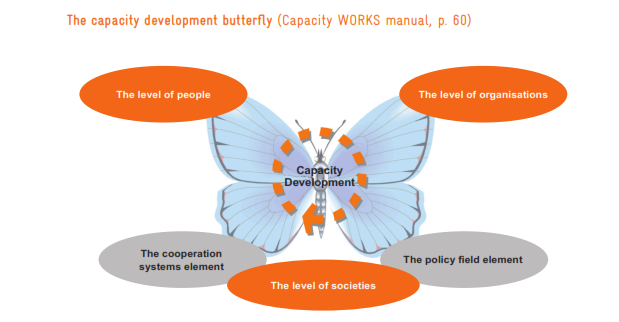 The capacity development butterfly (Capacity WORKS manual, p. 60)
The level of people
The level of organisations
Capacity
Development
The cooperation
systems element
The policy field element
The level of societies